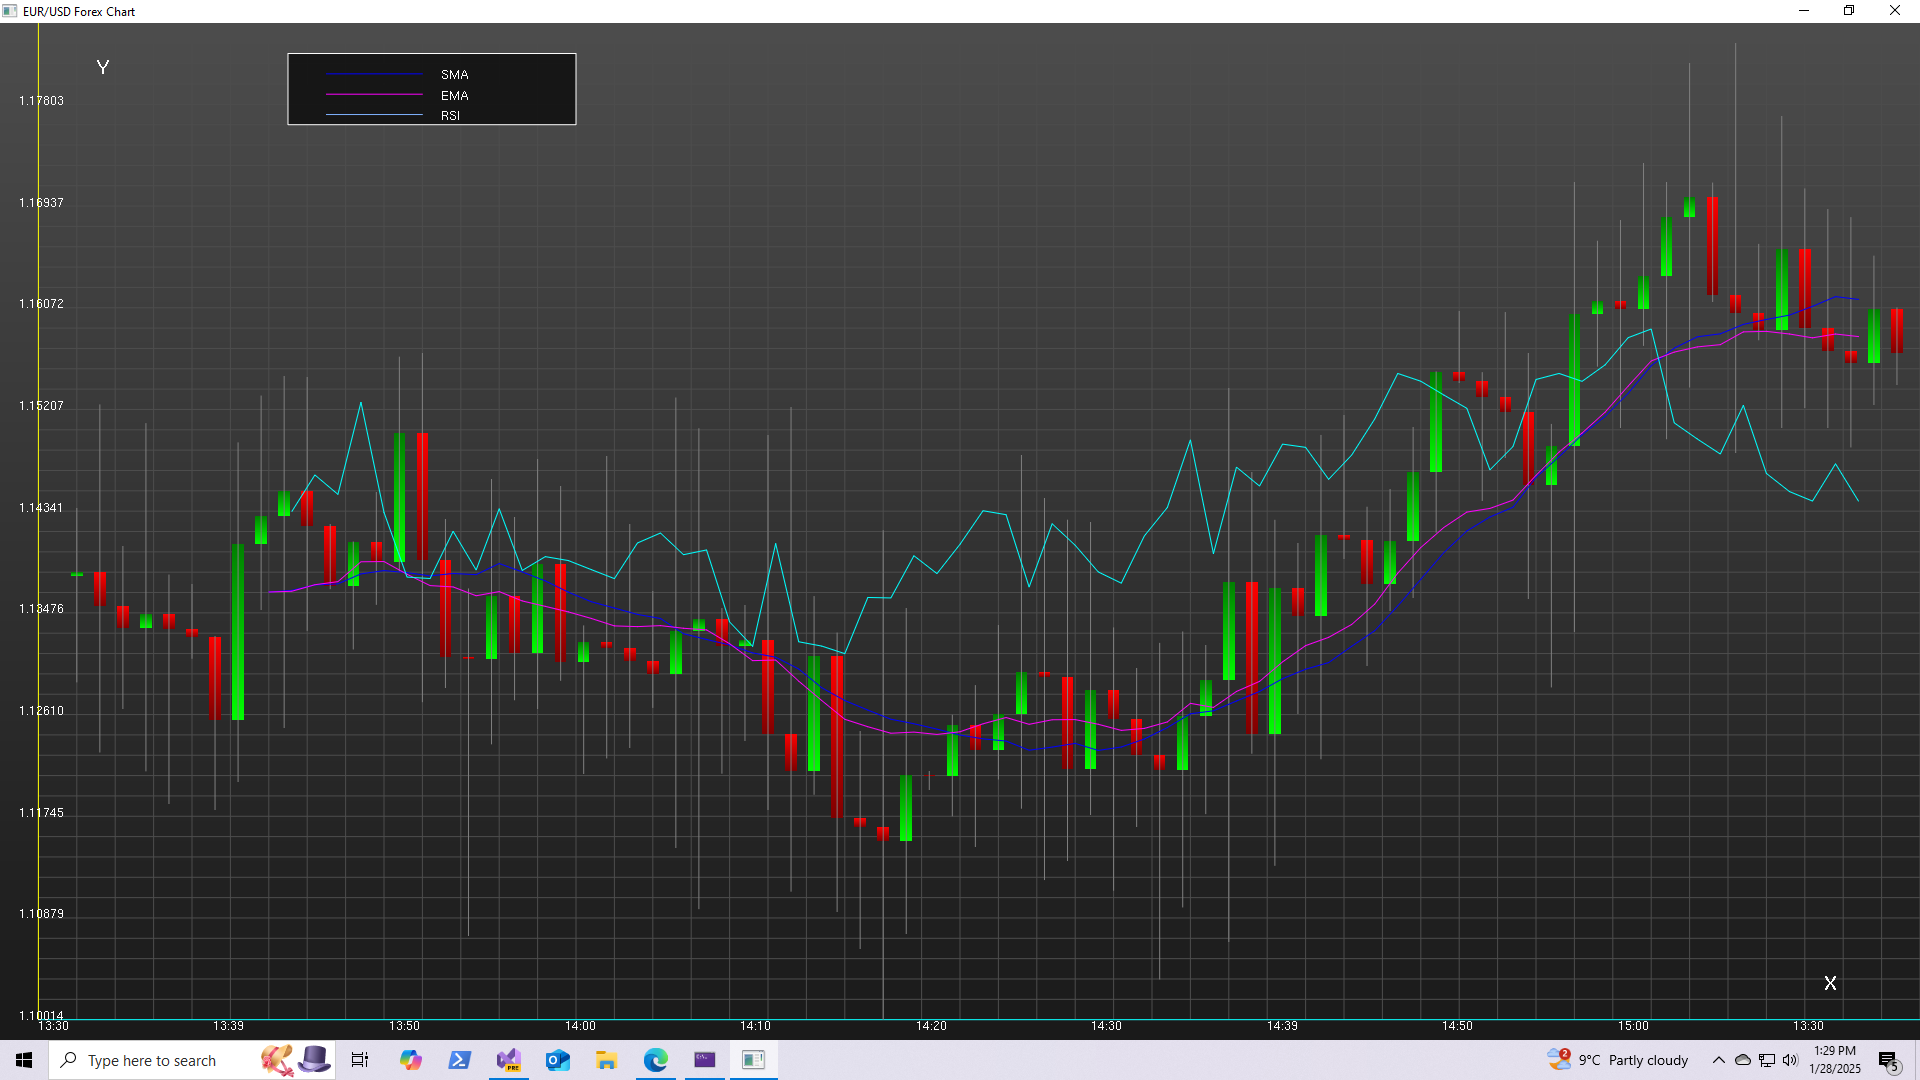 EUR/USD Forex Chart
Y
SMA
EMA
RSI
1.17803
1.16937
1.16072
1.15207
1.14341
1.13476
1.12610
1.11745
1.10879
1.10014
X
13:30 13:39 13:50 14:00 14:10 14:20 14:30 14:39 14:50 15:00 13:30
Type here to search
PRE
2
9°C Partly cloudy
1:29 PM
1/28/2025
5